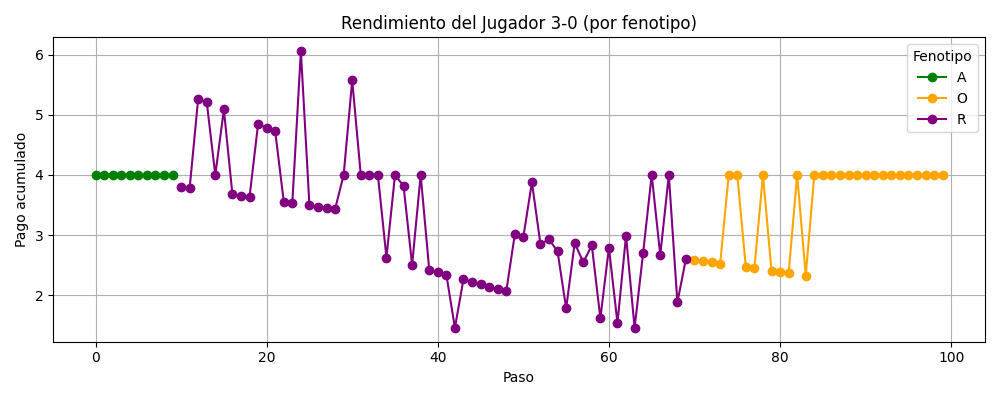 Rendimiento del Jugador 3-0 (por fenotipo)
Pago acumulado
6
5
4
3
2
0
20
40
60
80
100
Paso
Fenotipo
A
O
R